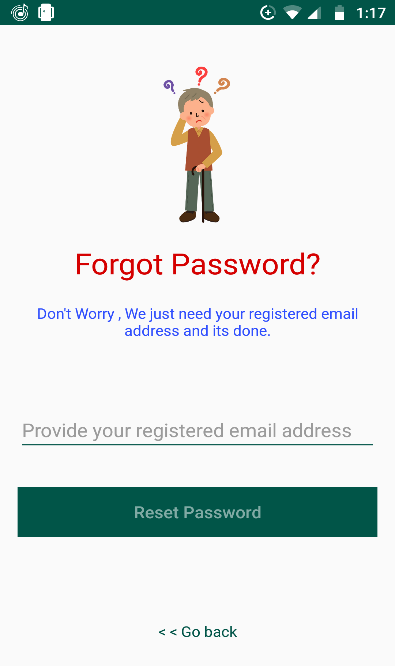 1:17
? ? ?
Forgot Password?
Don't Worry , We just need your registered email
address and its done.
Provide your registered email address
Reset Password
< < Go back